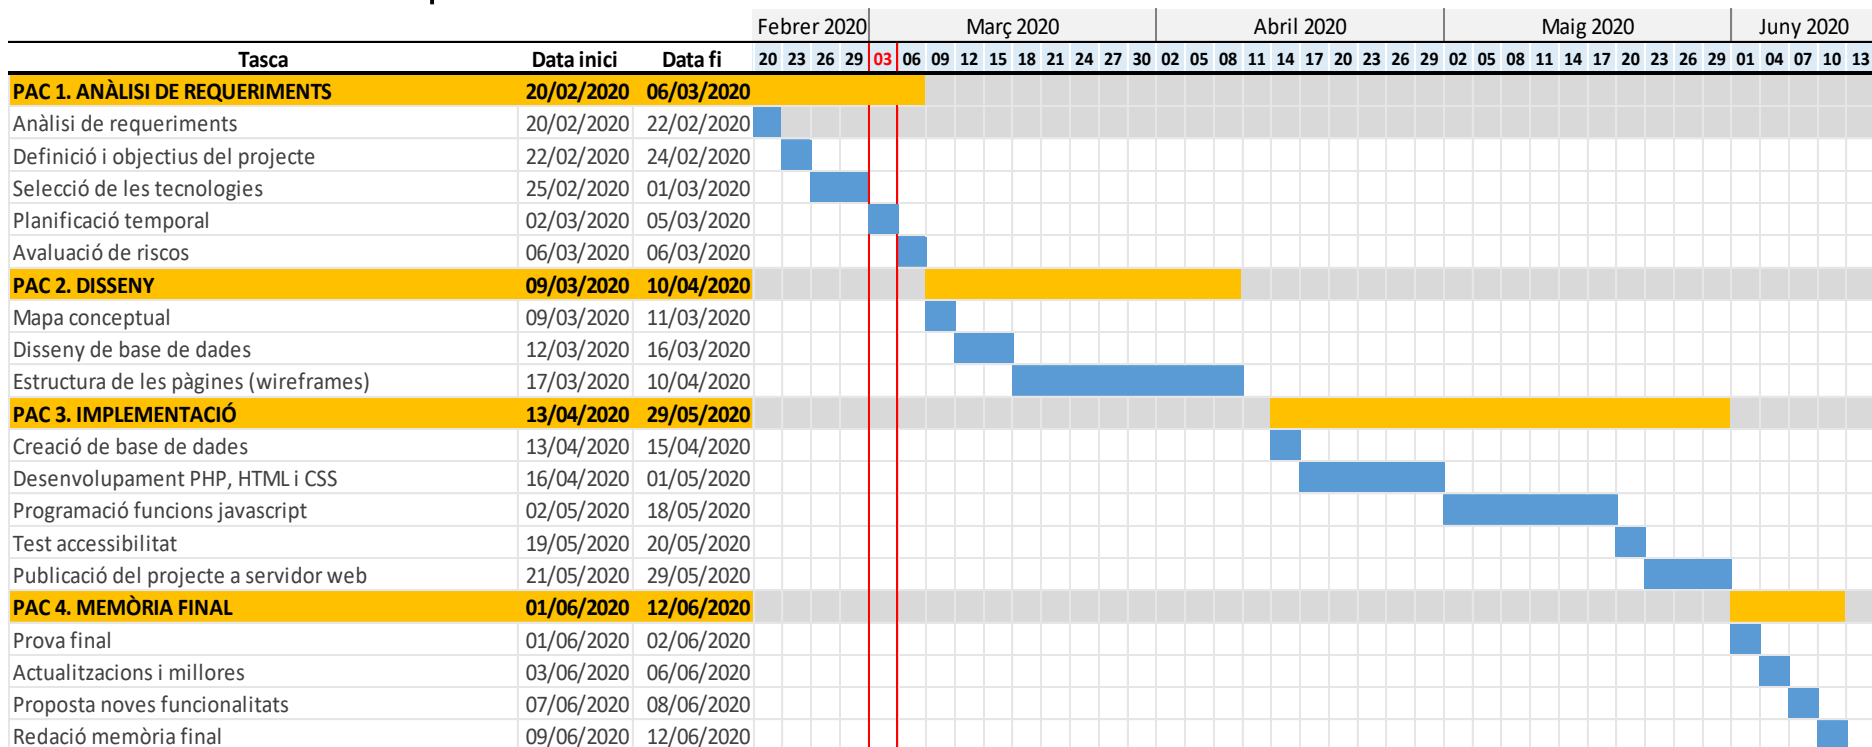 Febrer 2020 Març 2020 Abril 2020 Maig 2020 Juny 2020
Tasca Data inici Data fi 20 23 26 29 03 06 09 12 15 18 21 24 27 30 02 05 08 11 14 17 20 23 26 29 02 05 08 11 14 17 20 23 26 29 01 04 07 10 13
PAC 1. ANÀLISI DE REQUERIMENTS 20/02/2020 06/03/2020
Anàlisi de requeriments 20/02/2020 22/02/2020
Definició i objectius del projecte 22/02/2020 24/02/2020
Selecció de les tecnologies 25/02/2020 01/03/2020
Planificació temporal 02/03/2020 05/03/2020
Avaluació de riscos 06/03/2020 06/03/2020
PAC 2. DISSENY 09/03/2020 10/04/2020
Mapa conceptual 09/03/2020 11/03/2020
Disseny de base de dades 12/03/2020 16/03/2020
Estructura de les pàgines (wireframes) 17/03/2020 10/04/2020
PAC 3. IMPLEMENTACIÓ 13/04/2020 29/05/2020
Creació de base de dades 13/04/2020 15/04/2020
Desenvolupament PHP, HTML i CSS 16/04/2020 01/05/2020
Programació funcions javascript 02/05/2020 18/05/2020
Test accessibilitat 19/05/2020 20/05/2020
Publicació del projecte a servidor web 21/05/2020 29/05/2020
PAC 4. MEMÒRIA FINAL 01/06/2020 12/06/2020
Prova final 01/06/2020 02/06/2020
Actualitzacions i millores 03/06/2020 06/06/2020
Proposta noves funcionalitats 07/06/2020 08/06/2020
Redació memòria final 09/06/2020 12/06/2020